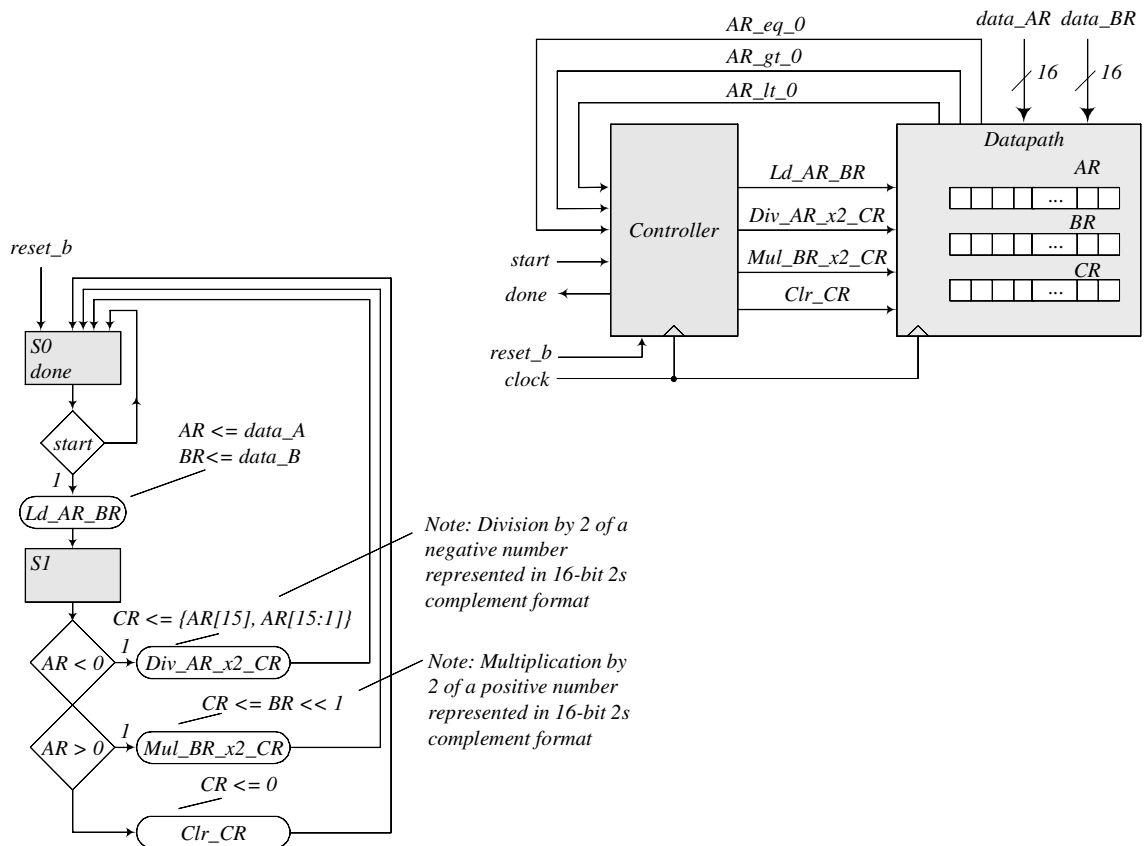 AR_eq_0
data_AR data_BR
AR_gt_0
16
16
AR_lt_0
Datapath
Ld_AR_BR
AR
...
Div_AR_x2_CR
BR
Controller
...
Mul_BR_x2_CR
CR
start
...
Clr_CR
done
reset_b
clock
reset_b
S0
done
start
1
AR <= data_A
BR<= data_B
Ld_AR_BR
S1
Note: Division by 2 of a
negative number
represented in 16-bit 2s
complement format
CR <= {AR[15], AR[15:1]}
AR < 0
1
Div_AR_x2_CR
Note: Multiplication by
2 of a positive number
represented in 16-bit 2s
complement format
CR <= BR << 1
AR > 0
1
Mul_BR_x2_CR
CR <= 0
Clr_CR